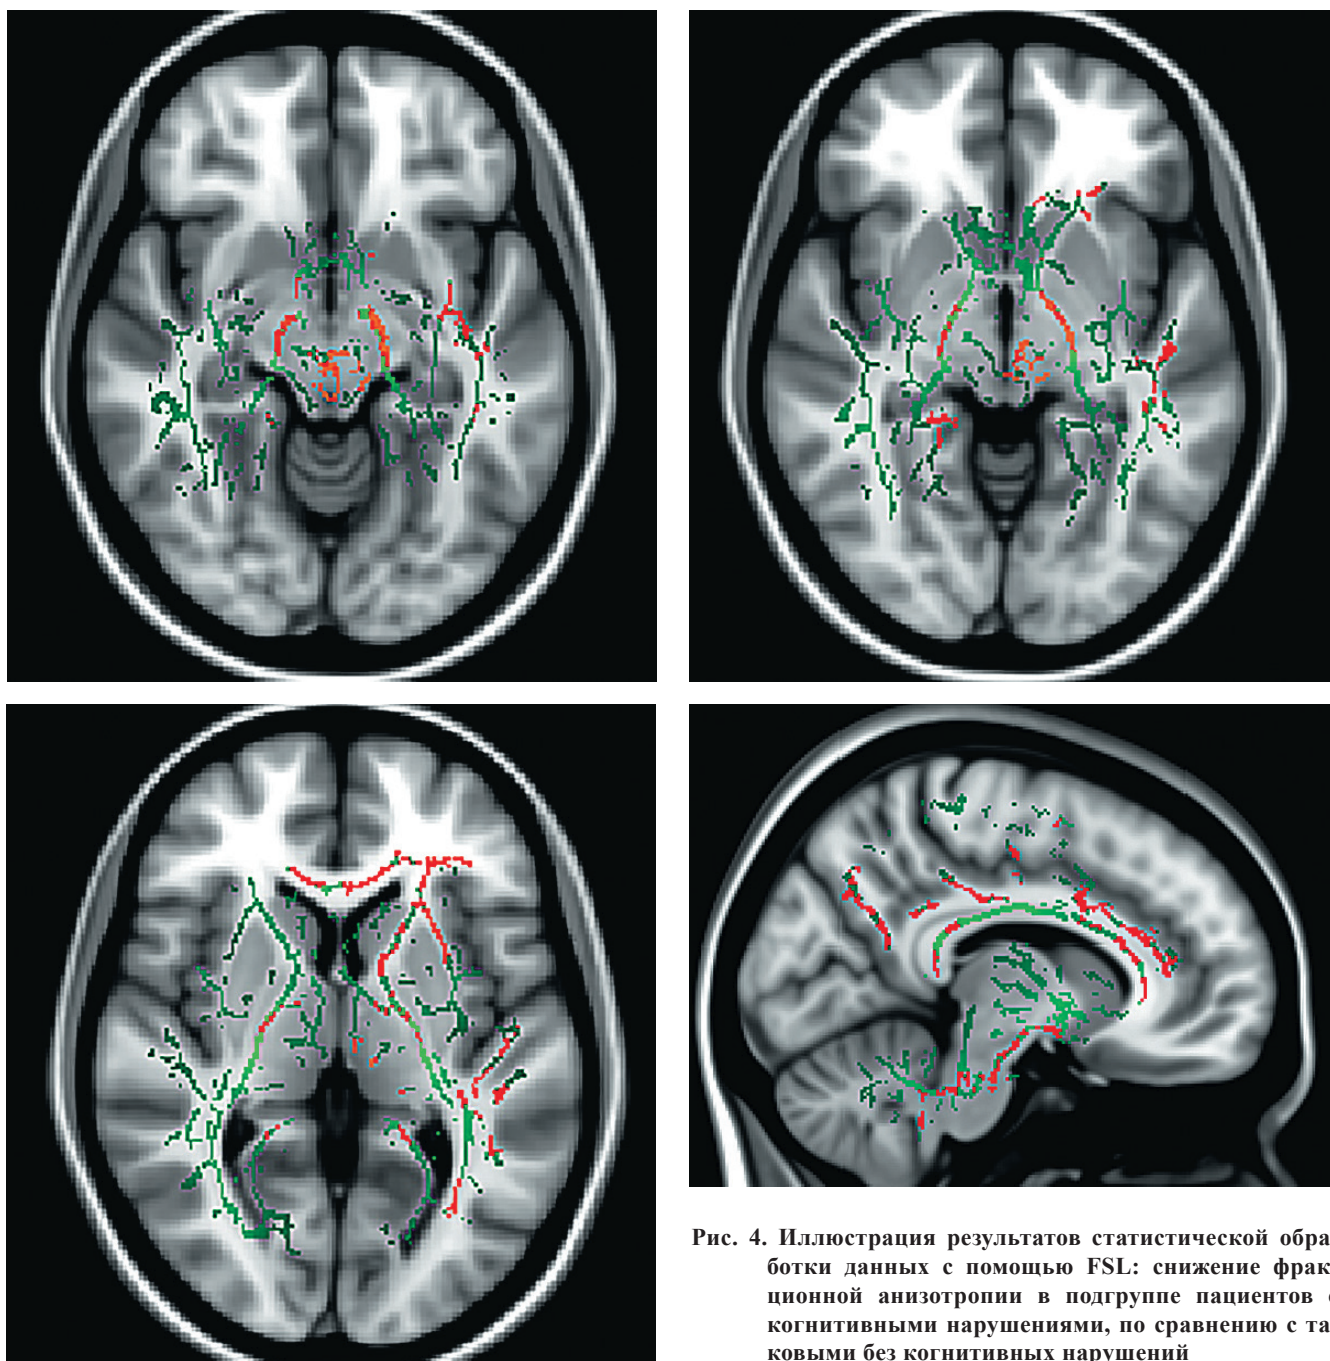 Рис. 4. Иллюстрация результатов статистической обра-
ботки данных с помощью FSL: снижение фрак-
ционной анизотропии в подгруппе пациентов
когнитивными нарушениями, по сравнению с та-
ковыми без когнитивных нарушений